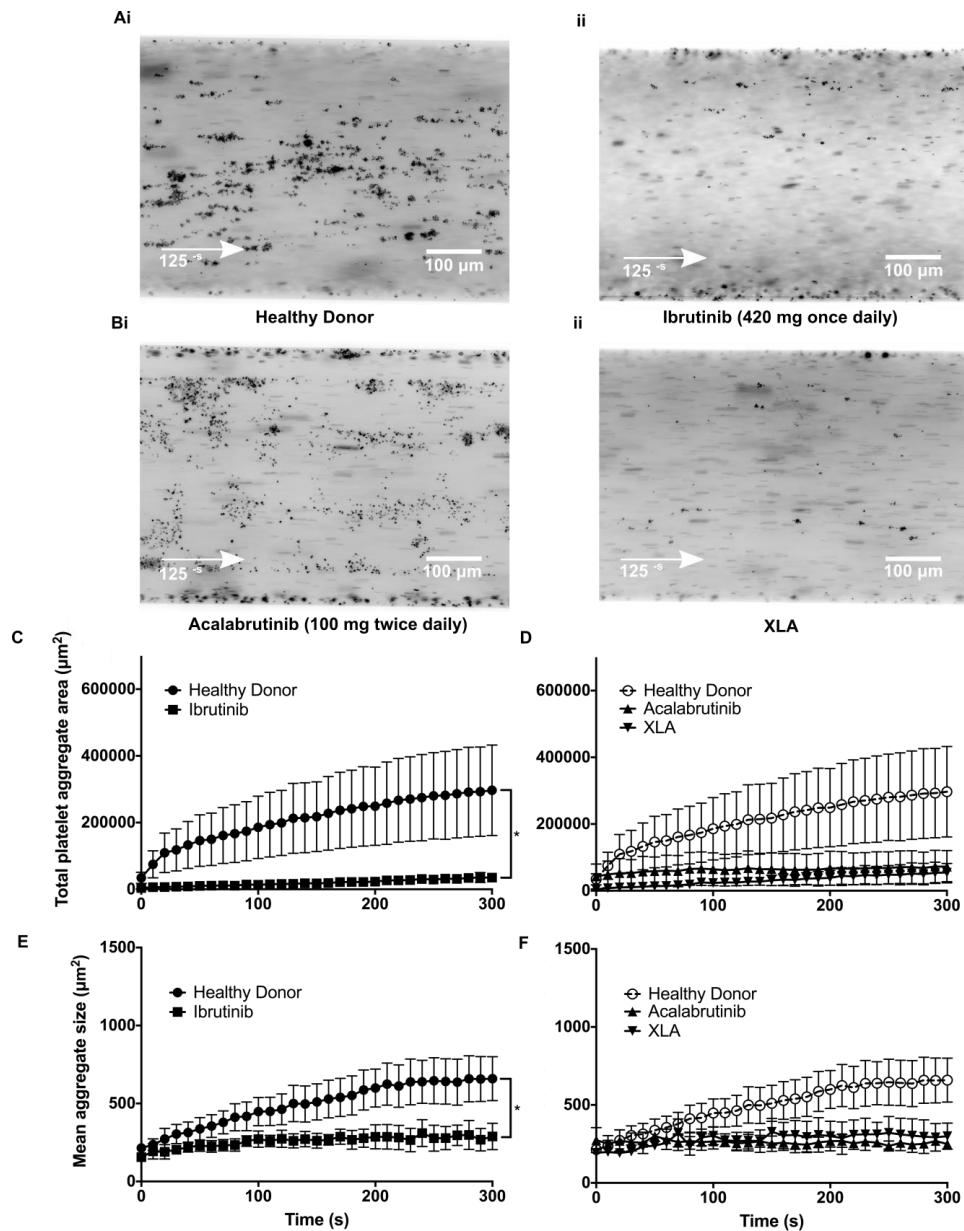 Ai
ii
125 -s
100 µm
125 -s
100 µm
Healthy Donor
Ibrutinib (420 mg once daily)
Bi
ii
125 -s
100 µm
125 -s
100 µm
Acalabrutinib (100 mg twice daily)
XLA
C
D
Total platelet aggregate area (µm²)
600000
400000
200000
0
Healthy Donor
Ibrutinib
*
0
100
200
300
600000
400000
200000
0
Healthy Donor
Acalabrutinib
XLA
0
100
200
300
E
F
Mean aggregate size (µm²)
1500
1000
500
0
Healthy Donor
Ibrutinib
*
0
100
200
300
Time (s)
1500
1000
500
0
Healthy Donor
Acalabrutinib
XLA
0
100
200
300
Time (s)